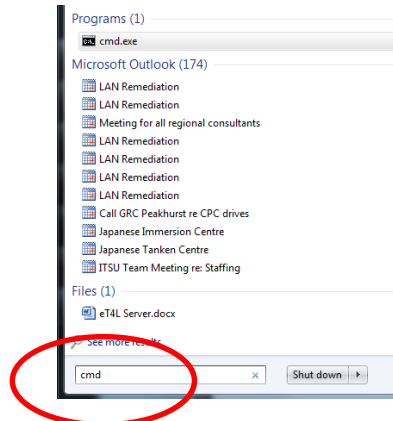 Programs (1)
cmd.exe
Microsoft Outlook (174)
LAN Remediation
LAN Remediation
Meeting for all regional consultants
LAN Remediation
LAN Remediation
LAN Remediation
LAN Remediation
Call GRC Peakhurst re CPC drives
Japanese Immersion Centre
Japanese Tanken Centre
ITSU Team Meeting re: Staffing
Files (1)
eT4L Server.docx
See more results
cmd × Shut down